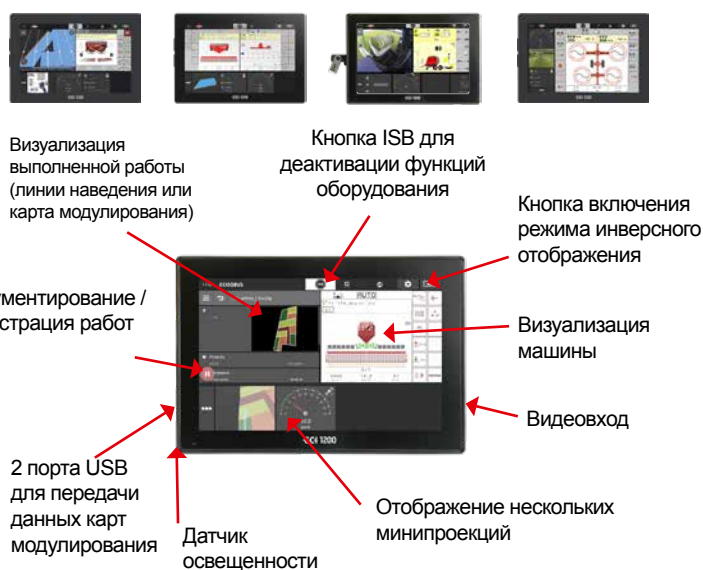 Визуализация
выполненной работы
(линии наведения или
карта модулирования)
Кнопка ISB для
деактивации функций
оборудования
Кнопка включения
режима инверсного
отображения
ументирование /
страция работ
AUTO
Визуализация
машины
Видеовход
CCI 1200
2 порта USB
для передачи
данных карт
модулирования
Датчик
освещенности
Отображение нескольких
минипроекций